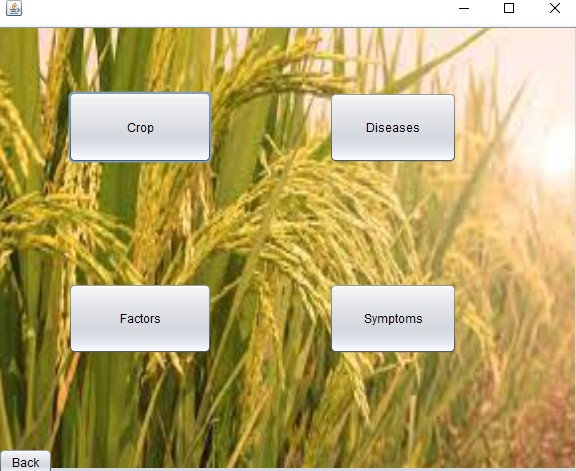 Crop
Diseases
Factors
Symptoms
Back